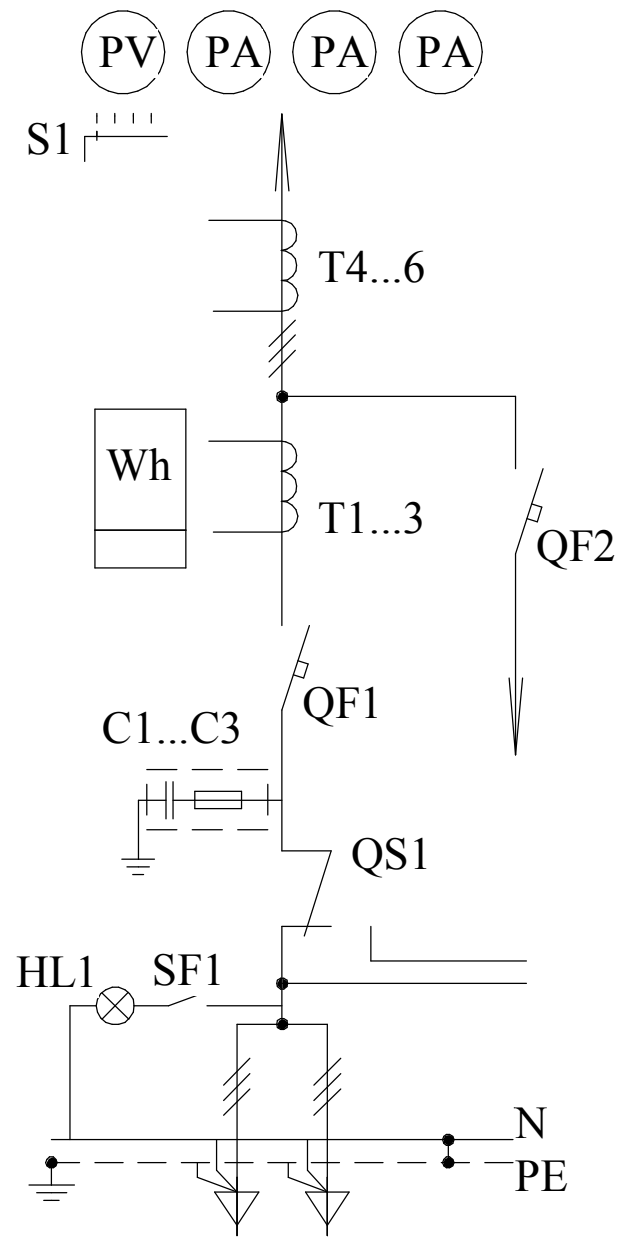 PV PA PA PA
S1
T4...6
Wh
T1...3
QF2
QF1
C1...C3
QS1
HL1 SF1
N
PE